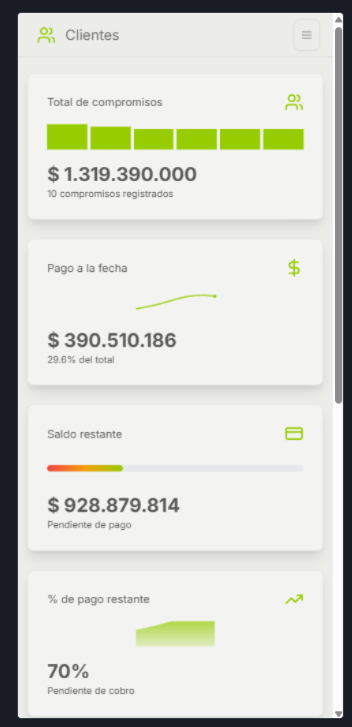 Clientes
Total de compromisos
$ 1.319.390.000
10 compromisos registrados
Pago a la fecha
$ 390.510.186
29.6% del total
Saldo restante
$ 928.879.814
Pendiente de pago
% de pago restante
70%
Pendiente de cobro